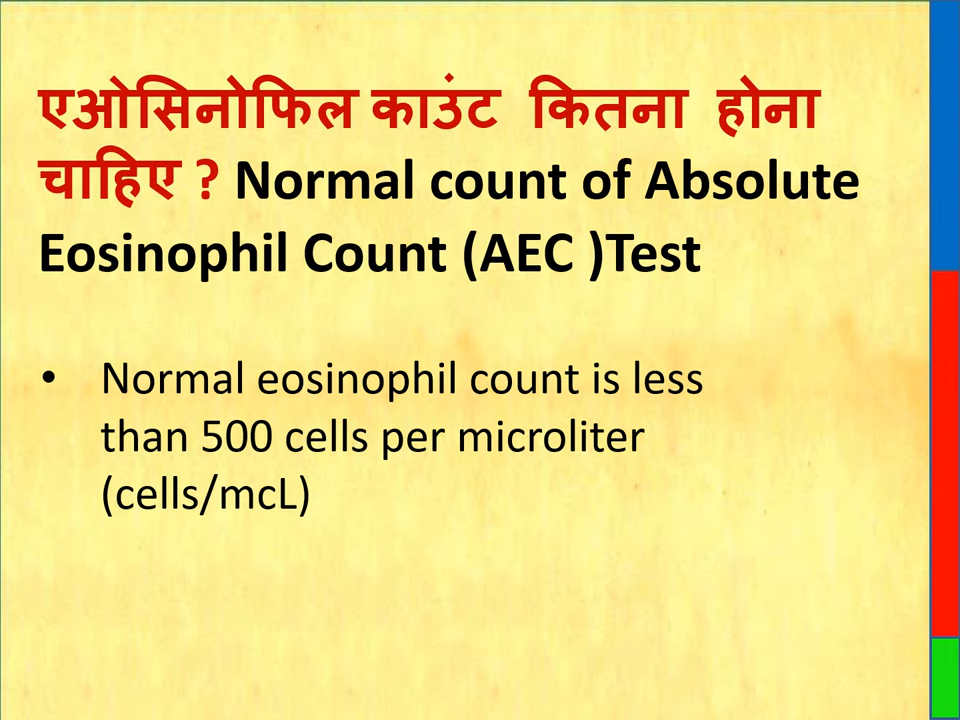 एओसिनोफिल काउंट कितना होना
चाहिए ? Normal count of Absolute
Eosinophil Count (AEC )Test
• Normal eosinophil count is less
than 500 cells per microliter
(cells/mcL)